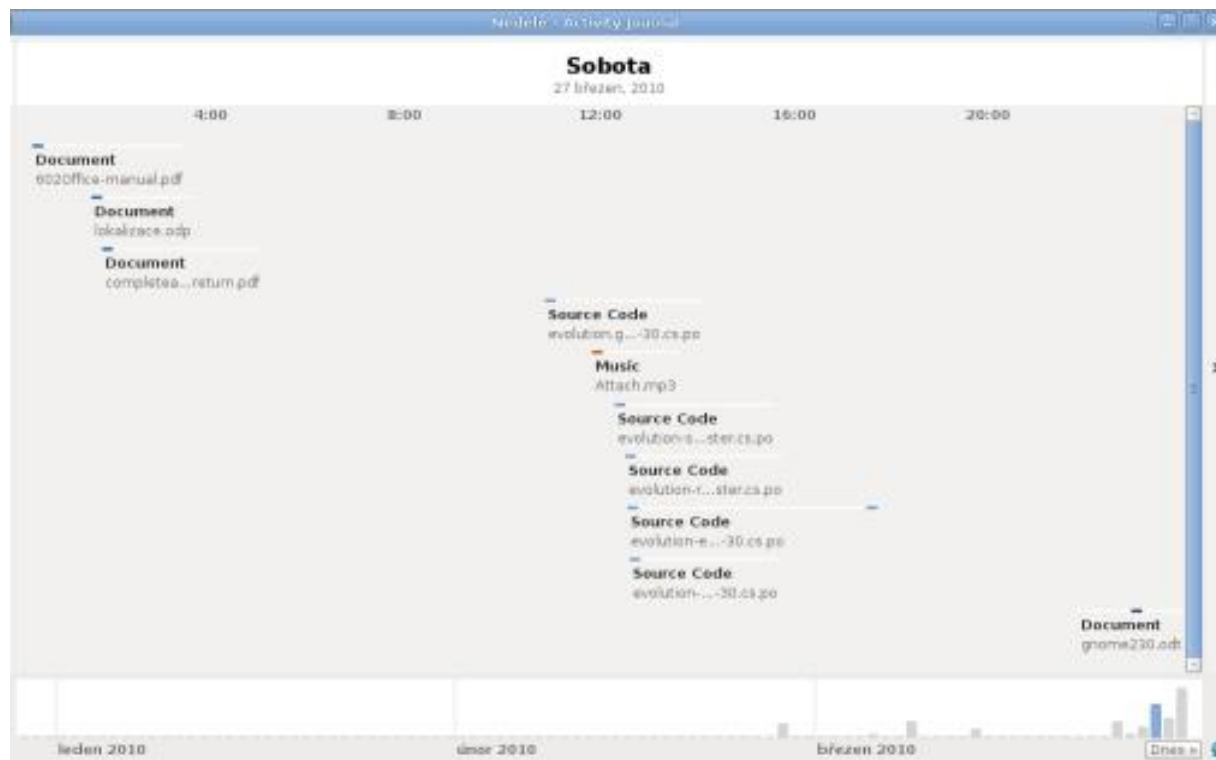 Neděle - Activity Journal
Sobota
27 březen, 2010
4:00 8:00 12:00 16:00 20:00
Document
602Office-manual.pdf
Document
lokalizace.odp
Document
completea...return.pdf
Source Code
evolution.g...-30.cs.po
Music
Attach.mp3
Source Code
evolution-s...ster.cs.po
Source Code
evolution-r...ster.cs.po
Source Code
evolution-e...-30.cs.po
Source Code
evolution-...-30.cs.po
Document
gnome230.odt
leden 2010 únor 2010 březen 2010 Dnes »